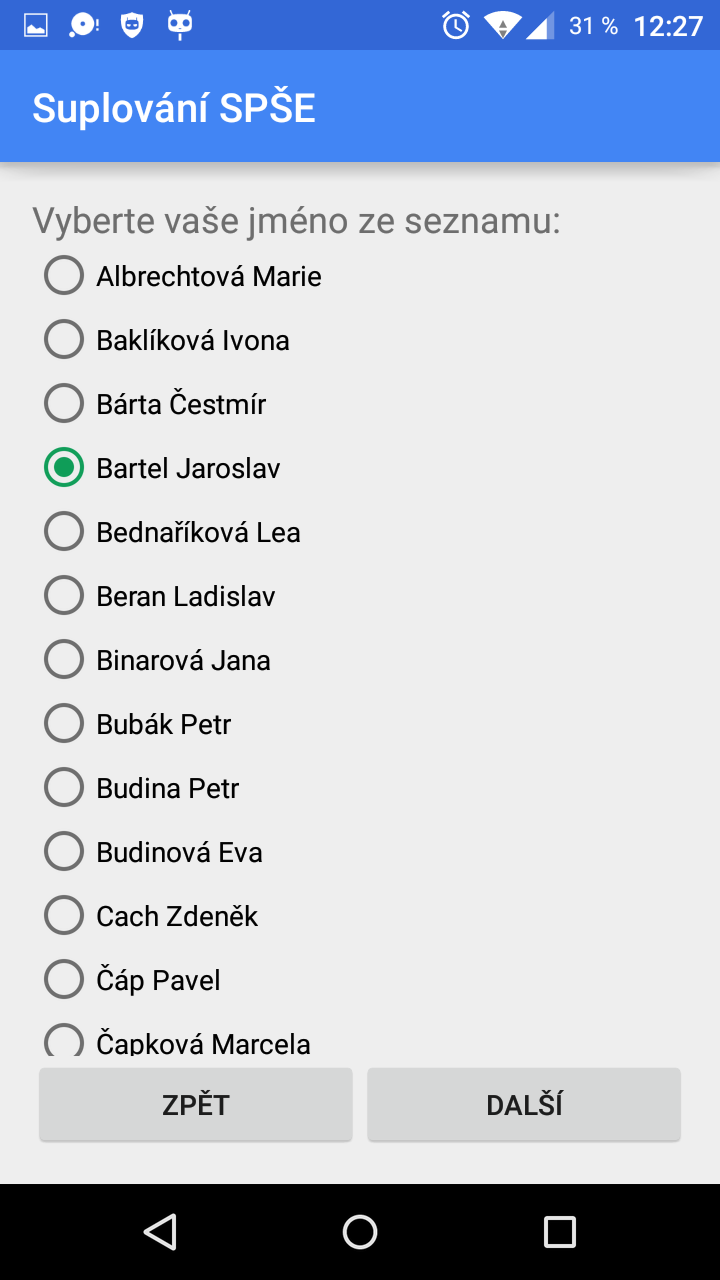 31 % 12:27
Suplování SPŠE
Vyberte vaše jméno ze seznamu:
Albrechtová Marie
Baklíková Ivona
Bárta Čestmír
Bartel Jaroslav
Bednaříková Lea
Beran Ladislav
Binarová Jana
Bubák Petr
Budina Petr
Budinová Eva
Cach Zdeněk
Čáp Pavel
Čapková Marcela
ZPĚT DALŠÍ